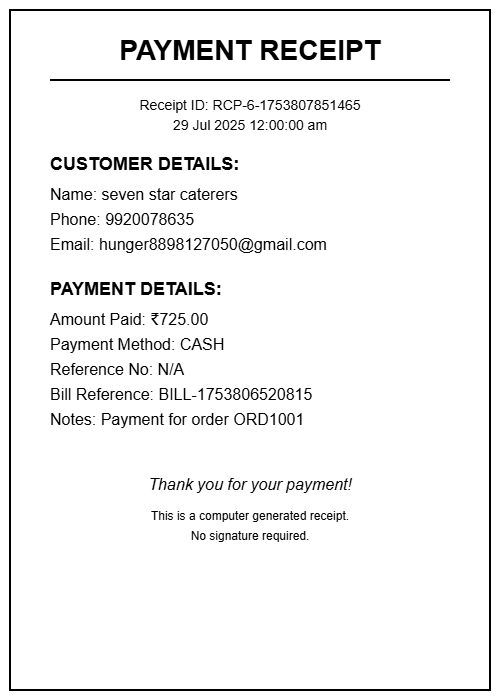 PAYMENT RECEIPT
Receipt ID: RCP-6-1753807851465
29 Jul 2025 12:00:00 am
CUSTOMER DETAILS:
Name: seven star caterers
Phone: 9920078635
Email: hunger8898127050@gmail.com
PAYMENT DETAILS:
Amount Paid: ₹725.00
Payment Method: CASH
Reference No: N/A
Bill Reference: BILL-1753806520815
Notes: Payment for order ORD1001
Thank you for your payment!
This is a computer generated receipt.
No signature required.